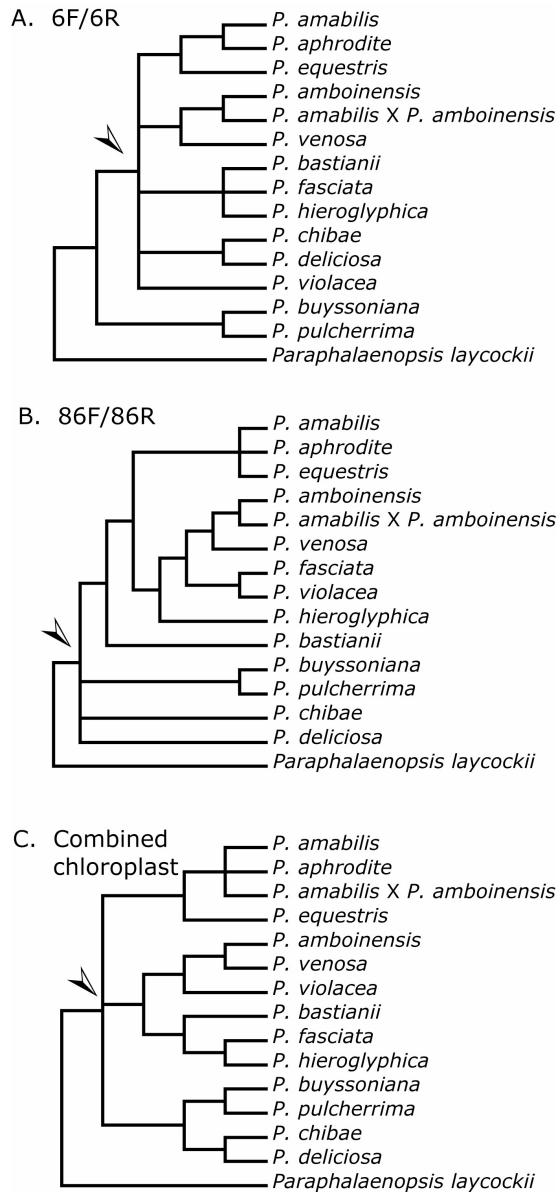 A. 6F/6R
P. amabilis
P. aphrodite
P. equestris
P. amboinensis
P. amabilis X P. amboinensis
P. venosa
P. bastianii
P. fasciata
P. hieroglyphica
P. chibae
P. deliciosa
P. violacea
P. buyssoniana
P. pulcherrima
Paraphalaenopsis laycockii
B. 86F/86R
P. amabilis
P. aphrodite
P. equestris
P. amboinensis
P. amabilis X P. amboinensis
P. venosa
P. fasciata
P. violacea
P. hieroglyphica
P. bastianii
P. buyssoniana
P. pulcherrima
P. chibae
P. deliciosa
Paraphalaenopsis laycockii
C. Combined
chloroplast
P. amabilis
P. aphrodite
P. amabilis X P. amboinensis
P. equestris
P. amboinensis
P. venosa
P. violacea
P. bastianii
P. fasciata
P. hieroglyphica
P. buyssoniana
P. pulcherrima
P. chibae
P. deliciosa
Paraphalaenopsis laycockii